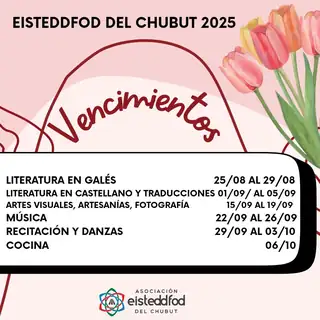 EISTEDDFOD DEL CHUBUT 2025
Vencimientos
LITERATURA EN GALÉS 25/08 AL 29/08
LITERATURA EN CASTELLANO Y TRADUCCIONES 01/09/ AL 05/09
ARTES VISUALES, ARTESANÍAS, FOTOGRAFÍA 15/09 AL 19/09
MÚSICA 22/09 AL 26/09
RECITACIÓN Y DANZAS 29/09 AL 03/10
COCINA 06/10
ASOCIACIÓN
eisteddfod
DEL CHUBUT